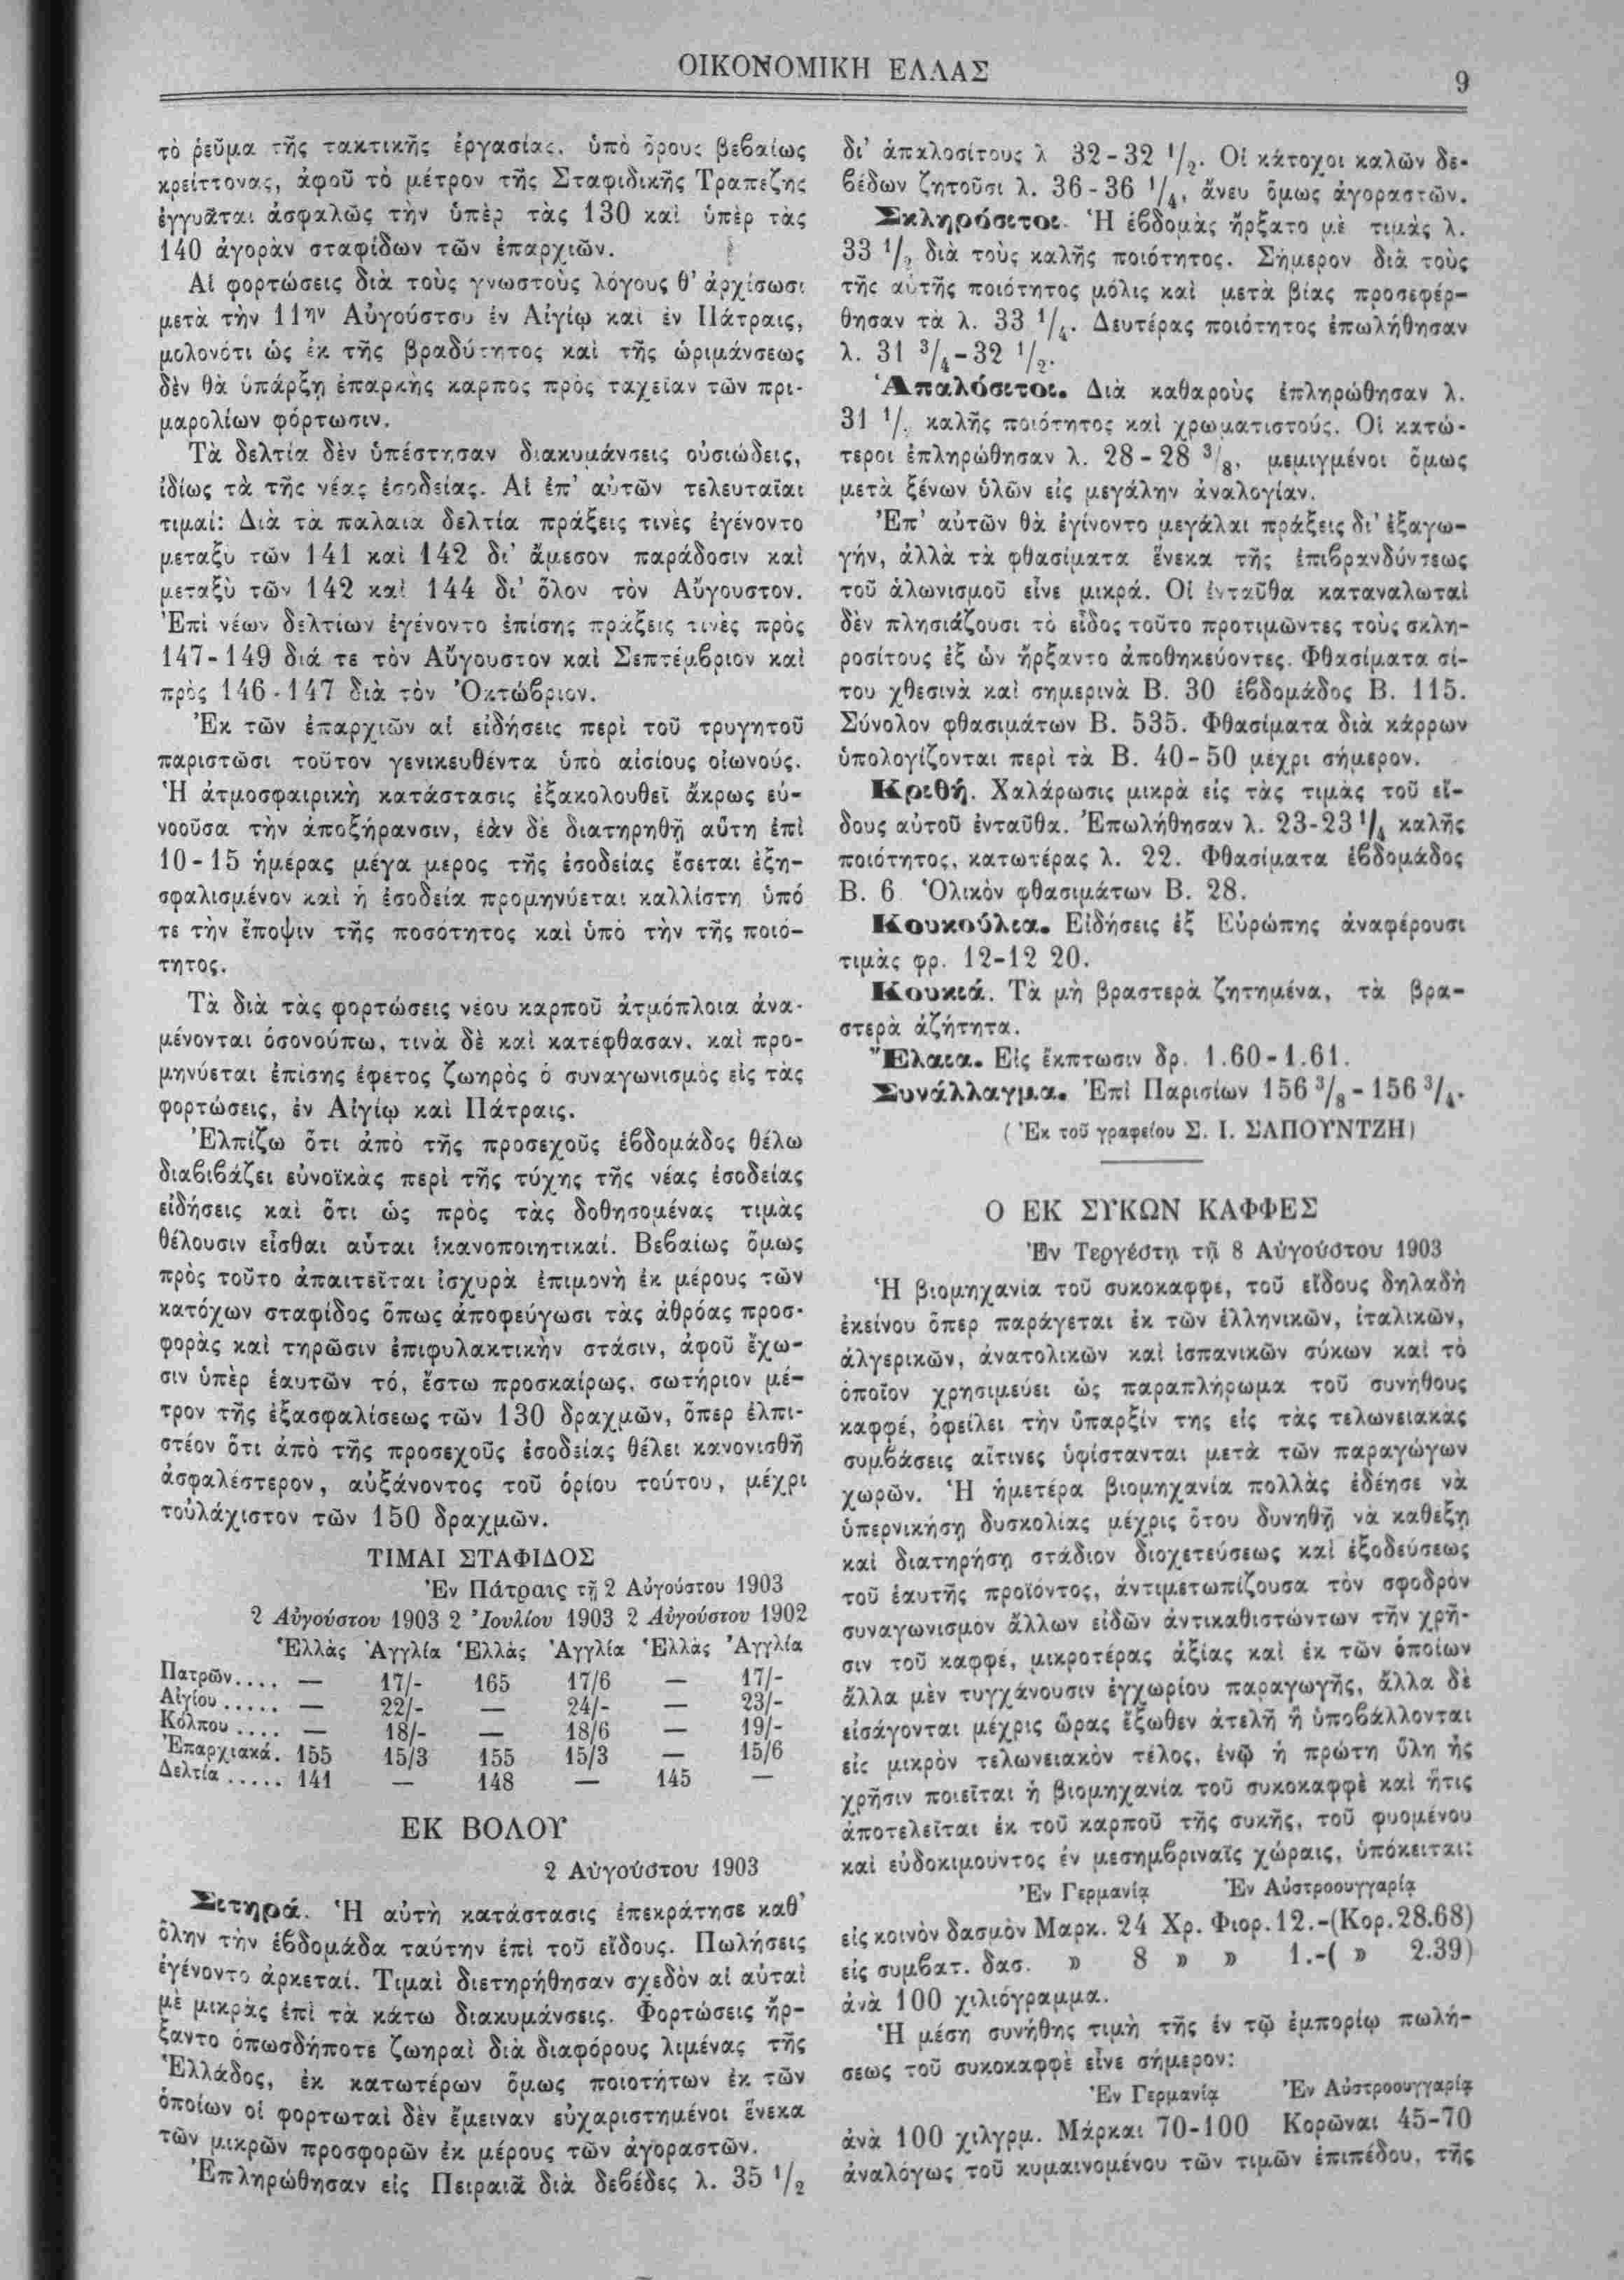 ΟΙΚΟΝΟΜΙΚΗ ΕΛΛΑΣ
9
τὸ ῥεῦμα τῆς τακτικῆς ἐργασίας, ὑπὸ ὅρους βεβαίως
κρείττονας, ἀφοῦ τὸ μέτρον τῆς Σταφιδικῆς Τραπεζης
ἐγγυᾶται ἀσφαλῶς τὴν ὑπὲρ τὰς 130 καὶ ὑπὲρ τὰς
140 ἀγορὰν σταφίδων τῶν ἐπαρχιῶν.
Αἱ φορτώσεις διὰ τοὺς γνωστοὺς λόγους θ' ἀρχίσωσι
μετὰ τὴν 11ην Αὐγούστου ἐν Αἰγίῳ καὶ ἐν Πάτραις,
μολονότι ὡς ἐκ τῆς βραδύτητος καὶ τῆς ὡριμάνσεως
δὲν θὰ ὑπάρξῃ ἐπαρκὴς καρπος πρὸς ταχεῖαν τῶν πρι-
μαρολίων φόρτωσιν.
Τὰ δελτία δὲν ὑπέστησαν διακυμάνσεις οὐσιώδεις,
ἰδίως τὰ τῆς νέας ἐσοδείας. Αἱ ἐπ' αὐτῶν τελευταῖαι
τιμαί: Διὰ τὰ παλαια δελτία πράξεις τινὲς ἐγένοντο
μεταξυ τῶν 141 καὶ 142 δι' ἄμεσον παράδοσιν καὶ
μεταξὺ τῶν 142 καὶ 144 δι' ὅλον τὸν Αὔγουστον.
Ἐπὶ νέων δελτίων ἐγένοντο ἐπίσης πράξεις τινὲς πρὸς
147-149 διά τε τὸν Αὔγουστον καὶ Σεπτέμβριον καὶ
πρὸς 146-147 διὰ τὸν Ὀκτώβριον.
Ἐκ τῶν ἐπαρχιῶν αἱ εἰδήσεις περὶ τοῦ τρυγητοῦ
παριστῶσι τοῦτον γενικευθέντα ὑπὸ αἰσίους οἰωνούς.
Ἡ ἀτμοσφαιρικὴ κατάστασις ἐξακολουθεῖ ἄκρως εὐ-
νοοῦσα τὴν ἀποξήρανσιν, ἐὰν δὲ διατηρηθῇ αὕτη ἐπὶ
10-15 ἡμέρας μέγα μερος τῆς ἐσοδείας ἔσεται ἐξη-
σφαλισμένον καὶ ἡ ἐσοδεία προμηνύεται καλλίστη ὑπό
τε τὴν ἔποψιν τῆς ποσότητος καὶ ὑπὸ τὴν τῆς ποιό-
τητος.
Τὰ διὰ τὰς φορτώσεις νέου καρποῦ ἀτμόπλοια ἀνα-
μένονται ὁσονούπω, τινὰ δὲ καὶ κατέφθασαν, καὶ προ-
μηνύεται ἐπίσης ἐφετος ζωηρὸς ὁ συναγωνισμὸς εἰς τὰς
φορτώσεις, ἐν Αἰγίῳ καὶ Πάτραις.
Ἐλπίζω ὅτι ἀπὸ τῆς προσεχοῦς ἑβδομάδος θέλω
διαβιβάζει εὐνοϊκὰς περὶ τῆς τύχης τῆς νέας ἐσοδείας
εἰδήσεις καὶ ὅτι ὡς πρὸς τὰς δοθησομένας τιμὰς
θέλουσιν εἶσθαι αὗται ἱκανοποιητικαί. Βεβαίως ὅμως
πρὸς τοῦτο ἀπαιτεῖται ἰσχυρὰ ἐπιμονὴ ἐκ μέρους τῶν
κατόχων σταφίδος ὅπως ἀποφεύγωσι τὰς ἀθρόας προσ-
φορὰς καὶ τηρῶσιν ἐπιφυλακτικὴν στάσιν, ἀφοῦ ἔχω-
σιν ὑπὲρ ἑαυτῶν τό, ἔστω προσκαίρως, σωτήριον μέ-
τρον τῆς ἐξασφαλίσεως τῶν 130 δραχμῶν, ὅπερ ἐλπι-
στέον ὅτι ἀπὸ τῆς προσεχοῦς ἐσοδείας θέλει κανονισθῆ
ἀσφαλέστερον, αὐξάνοντος τοῦ ὁρίου τούτου, μέχρι
τοὐλάχιστον τῶν 150 δραχμῶν.
ΤΙΜΑΙ ΣΤΑΦΙΔΟΣ
Ἐν Πάτραις τῇ 2 Αὐγούστου 1903
2 Αὐγούστου 1903 2 Ἰουλίου 1903 2 Αὐγούστου 1902
Ἑλλὰς Ἀγγλία Ἑλλὰς Ἀγγλία Ἑλλὰς Ἀγγλία
Πατρῶν.... — 17/- 165 17/6 — 17/-
Αἰγίου ..... — 22/- — 24/- — 23/-
Κόλπου .... — 18/- — 18/6 — 19/-
Ἐπαρχιακά. 155 15/3 155 15/3 — 15/6
Δελτία ..... 141 — 148 — 145 —
ΕΚ ΒΟΛΟΥ
2 Αὐγούστου 1903
Σιτηρά. Ἡ αὐτὴ κατάστασις ἐπεκράτησε καθ'
ὅλην τὴν ἑβδομάδα ταύτην ἐπὶ τοῦ εἴδους. Πωλήσεις
ἐγένοντο ἀρκεταί. Τιμαὶ διετηρήθησαν σχεδὸν αἱ αὐταὶ
μὲ μικρὰς ἐπὶ τὰ κάτω διακυμάνσεις. Φορτώσεις ἤρ-
ξαντο ὁπωσδήποτε ζωηραὶ διὰ διαφόρους λιμένας τῆς
Ἑλλάδος, ἐκ κατωτέρων ὅμως ποιοτήτων ἐκ τῶν
ὁποίων οἱ φορτωταὶ δὲν ἔμειναν εὐχαριστημένοι ἕνεκα
τῶν μικρῶν προσφορῶν ἐκ μέρους τῶν ἀγοραστῶν.
Ἐπληρώθησαν εἰς Πειραιᾶ διὰ δεβέδες λ. 35 1/2
δι' ἁπαλοσίτους λ 32-32 1/2. Οἱ κάτοχοι καλῶν δε-
βέδων ζητοῦσι λ. 36-36 1/4, ἄνευ ὅμως ἀγοραστῶν.
Σκληρόσιτοι. Ἡ ἑβδομὰς ἤρξατο μὲ τιμὰς λ.
33 1/2 διὰ τοὺς καλῆς ποιότητος. Σήμερον διὰ τοὺς
τῆς αὐτῆς ποιότητος μόλις καὶ μετὰ βίας προσεφέρ-
θησαν τὰ λ. 33 1/4. Δευτέρας ποιότητος ἐπωλήθησαν
λ. 31 3/4-32 1/2.
Ἁπαλόσιτοι. Διὰ καθαροὺς ἐπληρώθησαν λ.
31 καλῆς ποιότητος καὶ χρωματιστούς. Οἱ κατώ-
τεροι ἐπληρώθησαν λ. 28-28 3/8, μεμιγμένοι ὅμως
μετὰ ξένων ὑλῶν εἰς μεγάλην ἀναλογίαν.
Ἐπ' αὐτῶν θὰ ἐγίνοντο μεγάλαι πράξεις δι' ἐξαγω-
γήν, ἀλλὰ τὰ φθασίματα ἕνεκα τῆς ἐπιβρανδύντεως
τοῦ ἁλωνισμοῦ εἶνε μικρά. Οἱ ἐνταῦθα καταναλωταὶ
δὲν πλησιάζουσι τὸ εἶδος τοῦτο προτιμῶντες τοὺς σκλη-
ροσίτους ἐξ ὧν ἤρξαντο ἀποθηκεύοντες. Φθασίματα σί-
του χθεσινὰ καὶ σημερινὰ Β. 30 ἑβδομάδος Β. 115.
Σύνολον φθασιμάτων Β. 535. Φθασίματα διὰ κάρρων
ὑπολογίζονται περὶ τὰ Β. 40-50 μέχρι σήμερον.
Κριθή. Χαλάρωσις μικρὰ εἰς τὰς τιμὰς τοῦ εἴ-
δους αὐτοῦ ἐνταῦθα. Ἐπωλήθησαν λ. 23-23 1/4 καλῆς
ποιότητος, κατωτέρας λ. 22. Φθασίματα ἑβδομάδος
Β. 6 Ὁλικὸν φθασιμάτων Β. 28.
Κουκούλια. Εἰδήσεις ἐξ Εὐρώπης ἀναφέρουσι
τιμὰς φρ. 12-12 20.
Κουκιά. Τὰ μὴ βραστερὰ ζητημένα, τὰ βρα-
στερὰ ἀζήτητα.
Ἔλαια. Εἰς ἔκπτωσιν δρ. 1.60-1.61.
Συνάλλαγμα. Ἐπὶ Παρισίων 156 3/8-156 3/4.
(Ἐκ τοῦ γραφείου Σ. Ι. ΣΑΠΟΥΝΤΖΗ)
Ο ΕΚ ΣΥΚΩΝ ΚΑΦΦΕΣ
Ἐν Τεργέστῃ τῇ 8 Αὐγούστου 1903
Ἡ βιομηχανία τοῦ συκοκαφφέ, τοῦ εἴδους δηλαδὴ
ἐκείνου ὅπερ παράγεται ἐκ τῶν ἑλληνικῶν, ἰταλικῶν,
ἀλγερικῶν, ἀνατολικῶν καὶ ἱσπανικῶν σύκων καὶ τὸ
ὁποῖον χρησιμεύει ὡς παραπλήρωμα τοῦ συνήθους
καφφέ, ὀφείλει τὴν ὕπαρξίν της εἰς τὰς τελωνειακὰς
συμβάσεις αἵτινες ὑφίστανται μετὰ τῶν παραγώγων
χωρῶν. Ἡ ἡμετέρα βιομηχανία πολλὰς ἐδέησε νὰ
ὑπερνικήσῃ δυσκολίας μέχρις ὅτου δυνηθῇ νὰ καθέξῃ
καὶ διατηρήσῃ στάδιον διοχετεύσεως καὶ ἐξοδεύσεως
τοῦ ἑαυτῆς προϊόντος, ἀντιμετωπίζουσα τὸν σφοδρὸν
συναγωνισμὸν ἄλλων εἰδῶν ἀντικαθιστώντων τὴν χρῆ-
σιν τοῦ καφφέ, μικροτέρας ἀξίας καὶ ἐκ τῶν ὁποίων
ἄλλα μὲν τυγχάνουσιν ἐγχωρίου παραγωγῆς, ἄλλα δὲ
εἰσάγονται μέχρις ὥρας ἔξωθεν ἀτελῆ ἢ ὑποβάλλονται
εἰς μικρὸν τελωνειακὸν τέλος, ἐνῷ ἡ πρώτη ὕλη ἧς
χρῆσιν ποιεῖται ἡ βιομηχανία τοῦ συκοκαφφὲ καὶ ἥτις
ἀποτελεῖται ἐκ τοῦ καρποῦ τῆς συκῆς, τοῦ φυομένου
καὶ εὐδοκιμοῦντος ἐν μεσημβριναῖς χώραις, ὑπόκειται:
Ἐν Γερμανίᾳ Ἐν Αὐστροουγγαρίᾳ
εἰς κοινὸν δασμὸν Μαρκ. 24 Χρ. Φιορ. 12.-(Κορ. 28.68)
εἰς συμβατ. δασ. » 8 » » 1.-( » 2.39)
ἀνὰ 100 χιλιόγραμμα.
Ἡ μέση συνήθης τιμὴ τῆς ἐν τῷ ἐμπορίῳ πωλή-
σεως τοῦ συκοκαφφὲ εἶνε σήμερον:
Ἐν Γερμανίᾳ Ἐν Αὐστροουγγαρίᾳ
ἀνὰ 100 χιλγρμ. Μάρκαι 70-100 Κορῶναι 45-70
ἀναλόγως τοῦ κυμαινομένου τῶν τιμῶν ἐπιπέδου, τῆς